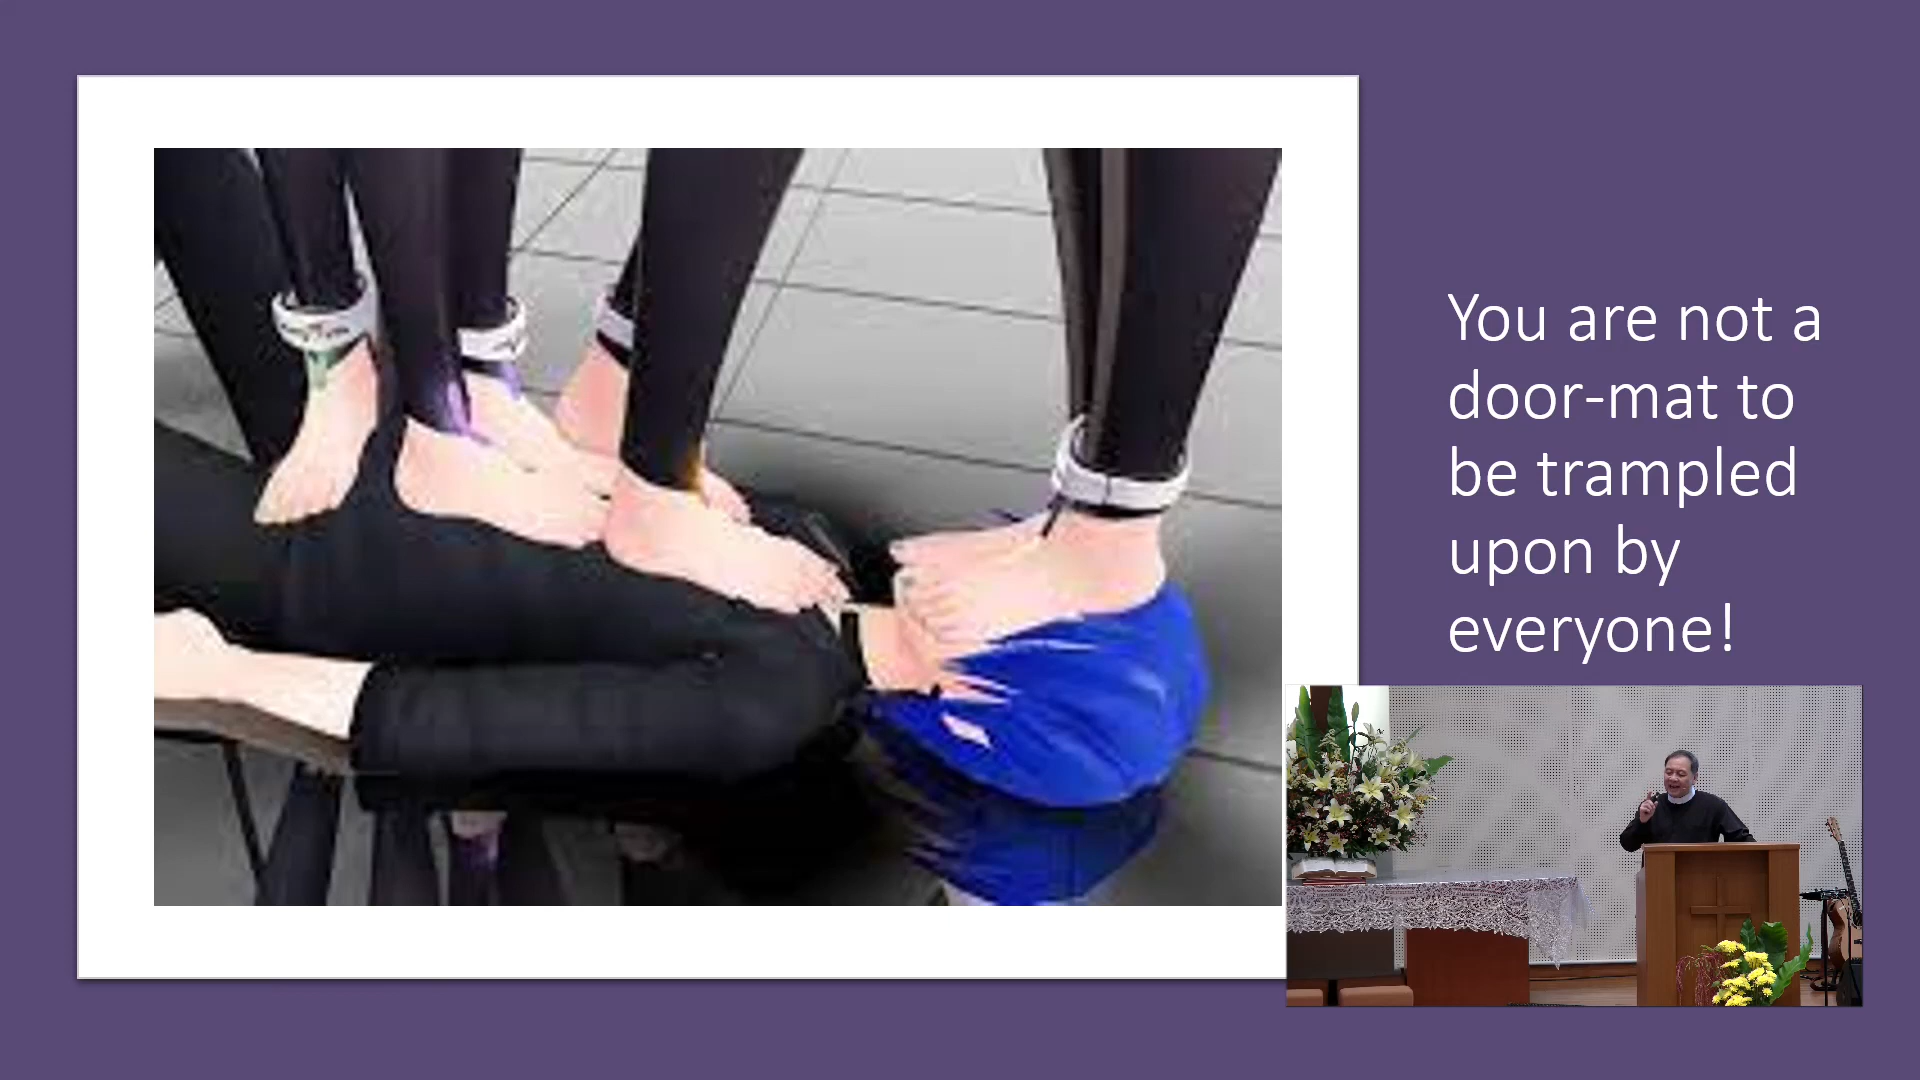 You are not a
door-mat to
be trampled
upon by
everyone!